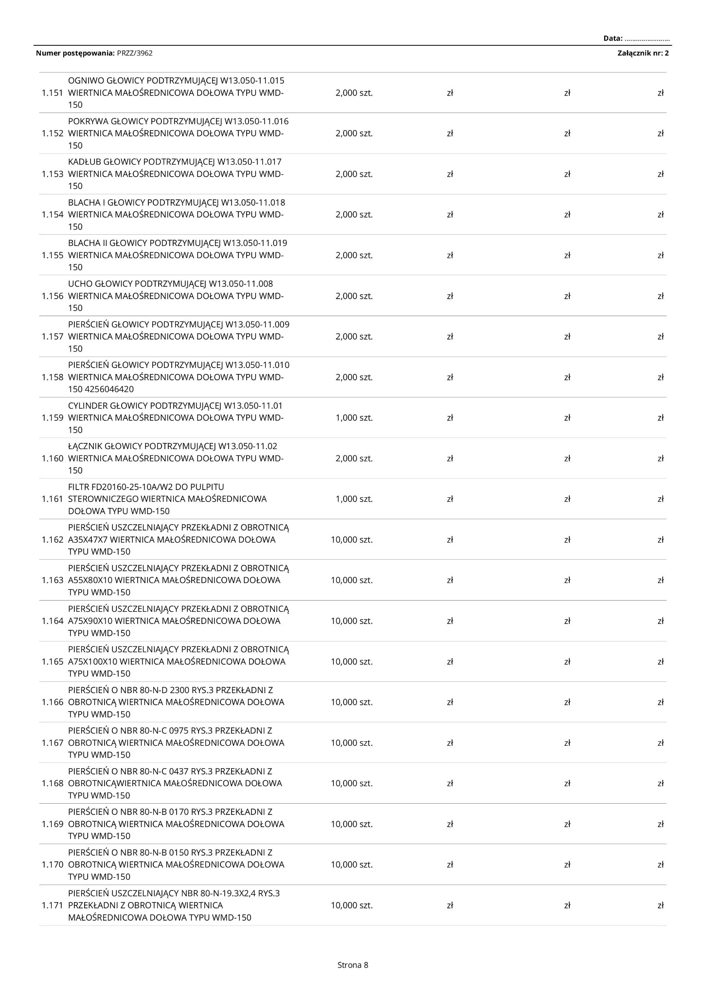 Data: ........................
Numer postępowania: PRZZ/3962 Załącznik nr: 2
OGNIWO GŁOWICY PODTRZYMUJĄCEJ W13.050-11.015
1.151 WIERTNICA MAŁOŚREDNICOWA DOŁOWA TYPU WMD- 2,000 szt. zł zł zł
150
POKRYWA GŁOWICY PODTRZYMUJĄCEJ W13.050-11.016
1.152 WIERTNICA MAŁOŚREDNICOWA DOŁOWA TYPU WMD- 2,000 szt. zł zł zł
150
KADŁUB GŁOWICY PODTRZYMUJĄCEJ W13.050-11.017
1.153 WIERTNICA MAŁOŚREDNICOWA DOŁOWA TYPU WMD- 2,000 szt. zł zł zł
150
BLACHA I GŁOWICY PODTRZYMUJĄCEJ W13.050-11.018
1.154 WIERTNICA MAŁOŚREDNICOWA DOŁOWA TYPU WMD- 2,000 szt. zł zł zł
150
BLACHA II GŁOWICY PODTRZYMUJĄCEJ W13.050-11.019
1.155 WIERTNICA MAŁOŚREDNICOWA DOŁOWA TYPU WMD- 2,000 szt. zł zł zł
150
UCHO GŁOWICY PODTRZYMUJĄCEJ W13.050-11.008
1.156 WIERTNICA MAŁOŚREDNICOWA DOŁOWA TYPU WMD- 2,000 szt. zł zł zł
150
PIERŚCIEŃ GŁOWICY PODTRZYMUJĄCEJ W13.050-11.009
1.157 WIERTNICA MAŁOŚREDNICOWA DOŁOWA TYPU WMD- 2,000 szt. zł zł zł
150
PIERŚCIEŃ GŁOWICY PODTRZYMUJĄCEJ W13.050-11.010
1.158 WIERTNICA MAŁOŚREDNICOWA DOŁOWA TYPU WMD- 2,000 szt. zł zł zł
150 4256046420
CYLINDER GŁOWICY PODTRZYMUJĄCEJ W13.050-11.01
1.159 WIERTNICA MAŁOŚREDNICOWA DOŁOWA TYPU WMD- 1,000 szt. zł zł zł
150
ŁĄCZNIK GŁOWICY PODTRZYMUJĄCEJ W13.050-11.02
1.160 WIERTNICA MAŁOŚREDNICOWA DOŁOWA TYPU WMD- 2,000 szt. zł zł zł
150
FILTR FD20160-25-10A/W2 DO PULPITU
1.161 STEROWNICZEGO WIERTNICA MAŁOŚREDNICOWA 1,000 szt. zł zł zł
DOŁOWA TYPU WMD-150
PIERŚCIEŃ USZCZELNIAJĄCY PRZEKŁADNI Z OBROTNICĄ
1.162 A35X47X7 WIERTNICA MAŁOŚREDNICOWA DOŁOWA 10,000 szt. zł zł zł
TYPU WMD-150
PIERŚCIEŃ USZCZELNIAJĄCY PRZEKŁADNI Z OBROTNICĄ
1.163 A55X80X10 WIERTNICA MAŁOŚREDNICOWA DOŁOWA 10,000 szt. zł zł zł
TYPU WMD-150
PIERŚCIEŃ USZCZELNIAJĄCY PRZEKŁADNI Z OBROTNICĄ
1.164 A75X90X10 WIERTNICA MAŁOŚREDNICOWA DOŁOWA 10,000 szt. zł zł zł
TYPU WMD-150
PIERŚCIEŃ USZCZELNIAJĄCY PRZEKŁADNI Z OBROTNICĄ
1.165 A75X100X10 WIERTNICA MAŁOŚREDNICOWA DOŁOWA 10,000 szt. zł zł zł
TYPU WMD-150
PIERŚCIEŃ O NBR 80-N-D 2300 RYS.3 PRZEKŁADNI Z
1.166 OBROTNICĄ WIERTNICA MAŁOŚREDNICOWA DOŁOWA 10,000 szt. zł zł zł
TYPU WMD-150
PIERŚCIEŃ O NBR 80-N-C 0975 RYS.3 PRZEKŁADNI Z
1.167 OBROTNICĄ WIERTNICA MAŁOŚREDNICOWA DOŁOWA 10,000 szt. zł zł zł
TYPU WMD-150
PIERŚCIEŃ O NBR 80-N-C 0437 RYS.3 PRZEKŁADNI Z
1.168 OBROTNICĄWIERTNICA MAŁOŚREDNICOWA DOŁOWA 10,000 szt. zł zł zł
TYPU WMD-150
PIERŚCIEŃ O NBR 80-N-B 0170 RYS.3 PRZEKŁADNI Z
1.169 OBROTNICĄ WIERTNICA MAŁOŚREDNICOWA DOŁOWA 10,000 szt. zł zł zł
TYPU WMD-150
PIERŚCIEŃ O NBR 80-N-B 0150 RYS.3 PRZEKŁADNI Z
1.170 OBROTNICĄ WIERTNICA MAŁOŚREDNICOWA DOŁOWA 10,000 szt. zł zł zł
TYPU WMD-150
PIERŚCIEŃ USZCZELNIAJĄCY NBR 80-N-19.3X2,4 RYS.3
1.171 PRZEKŁADNI Z OBROTNICĄ WIERTNICA 10,000 szt. zł zł zł
MAŁOŚREDNICOWA DOŁOWA TYPU WMD-150
Strona 8